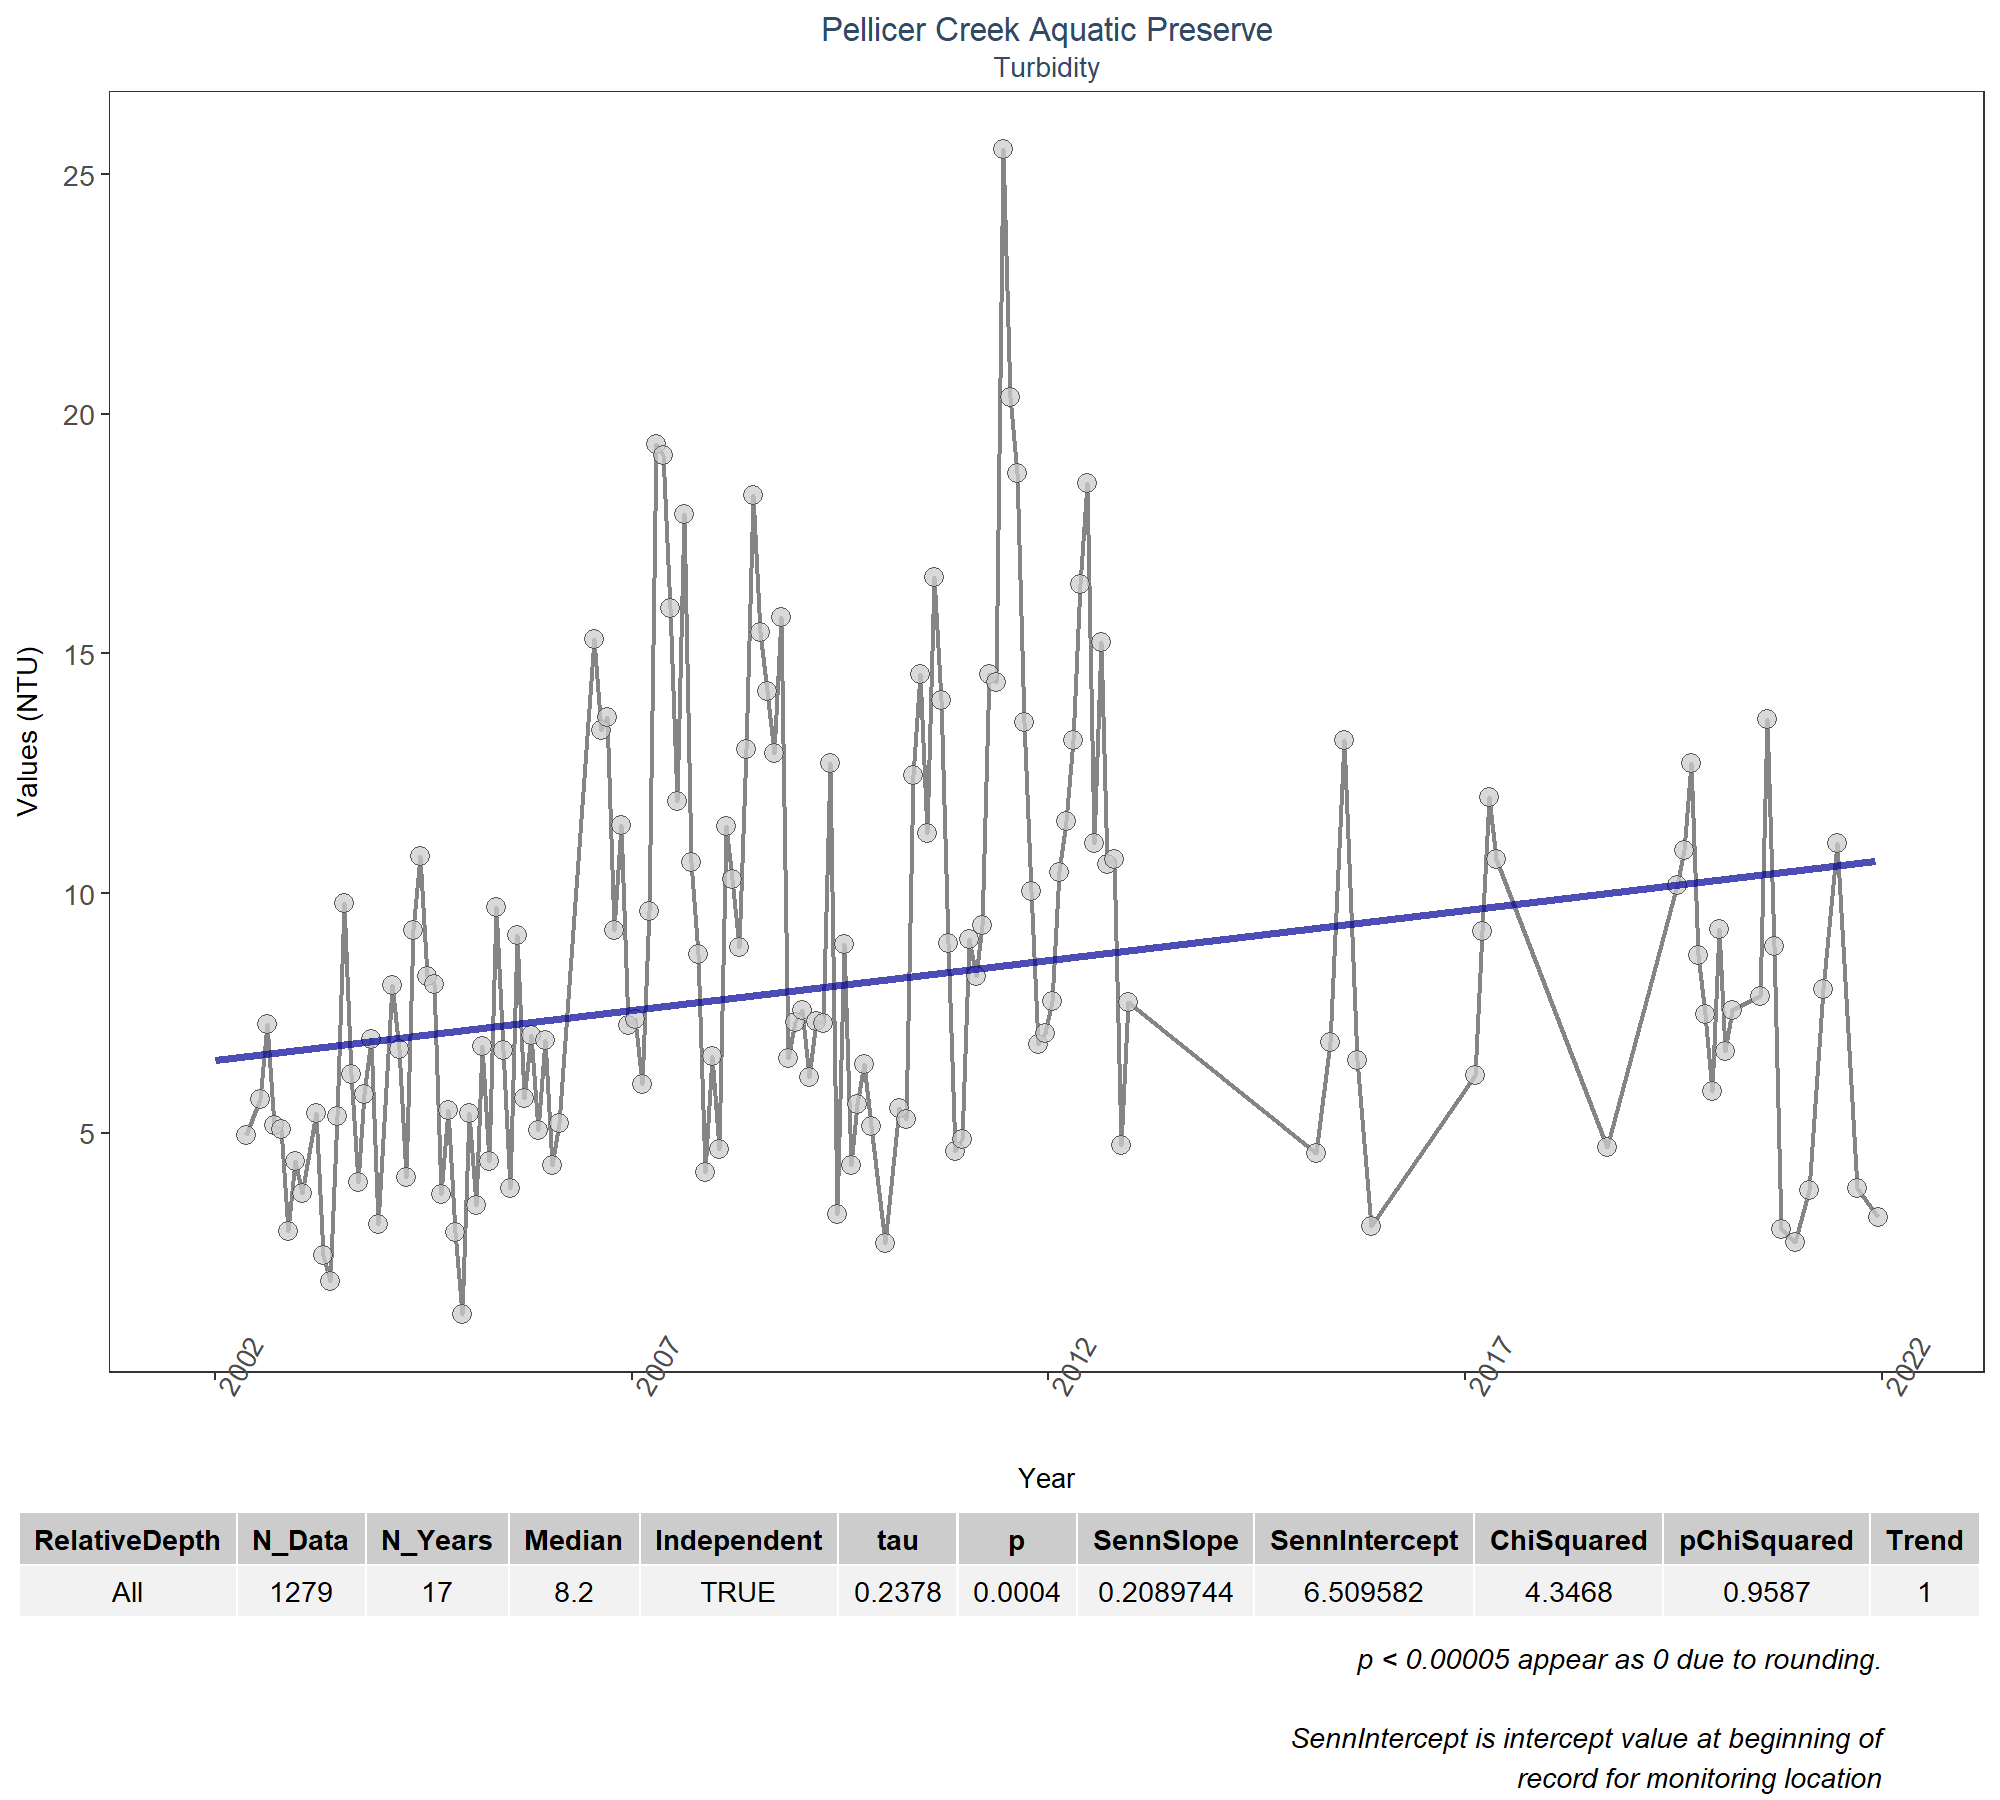 Pellicer Creek Aquatic Preserve
Turbidity
Values (NTU)
25
20
15
10
5
2002 2007 2012 2017 2022
Year
RelativeDepth N_Data N_Years Median Independent tau p SennSlope SennIntercept ChiSquared pChiSquared Trend
All 1279 17 8.2 TRUE 0.2378 0.0004 0.2089744 6.509582 4.3468 0.9587 1
p < 0.00005 appear as 0 due to rounding.
SennIntercept is intercept value at beginning of
record for monitoring location